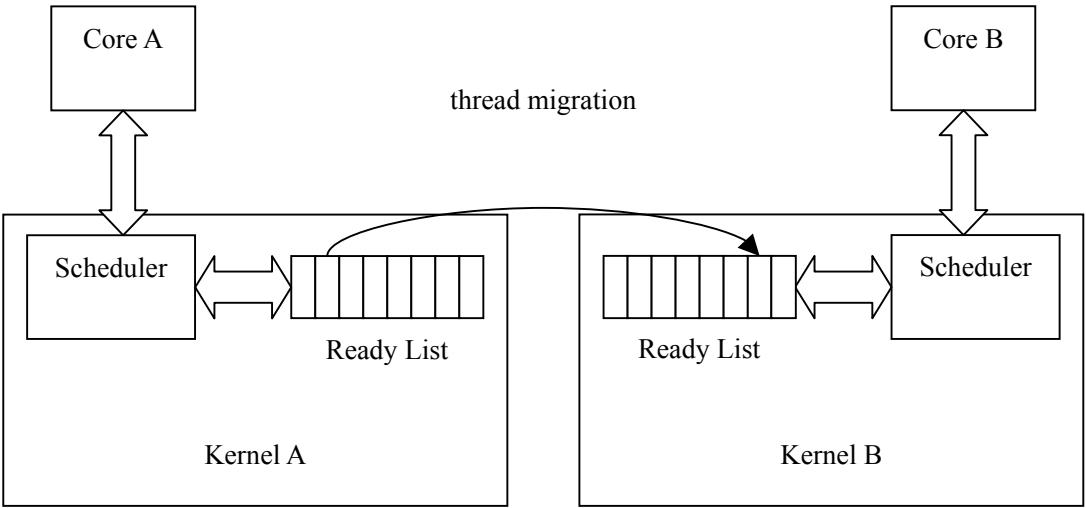 Core A
Core B
thread migration
Scheduler
Scheduler
Ready List
Ready List
Kernel A
Kernel B